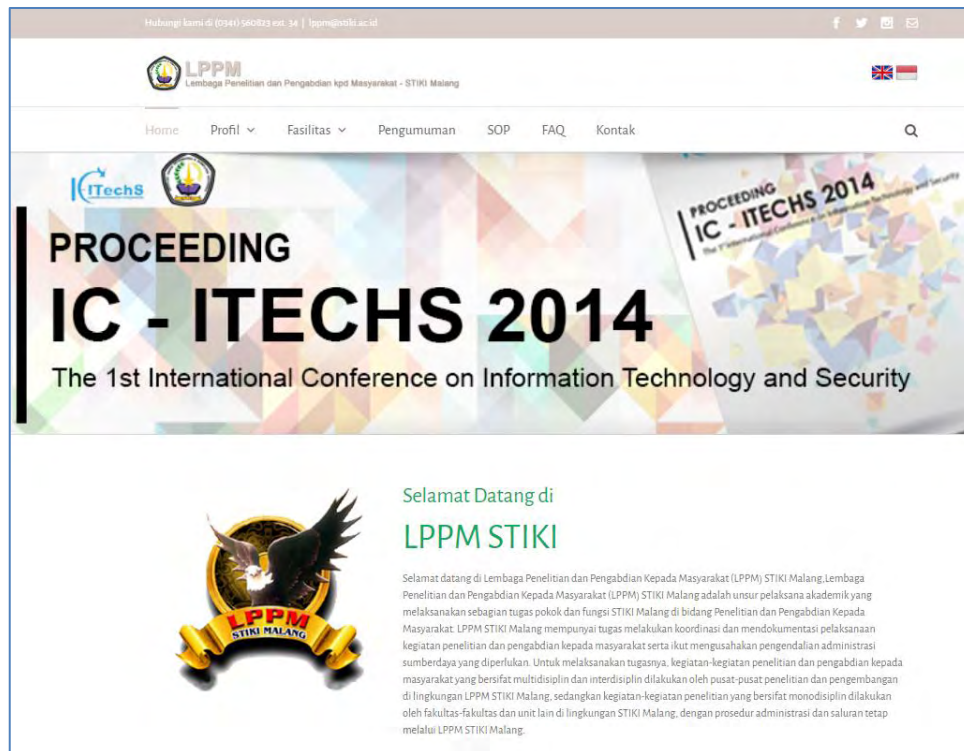 Hubungi kami di (0341) 560823 ext. 34 | lppm@stiki.ac.id
LPPM
Lembaga Penelitian dan Pengabdian kpd Masyarakat - STIKI Malang
Home Profil Fasilitas Pengumuman SOP FAQ Kontak
ITechS
PROCEEDING
IC - ITECHS 2014
The 1st International Conference on Information Technology and Security
PROCEEDING
IC - ITECHS 2014
The 1st International Conference on Information Technology and Security
LPPM
STIKI MALANG
Selamat Datang di
LPPM STIKI
Selamat datang di Lembaga Penelitian dan Pengabdian Kepada Masyarakat (LPPM) STIKI Malang,Lembaga
Penelitian dan Pengabdian Kepada Masyarakat (LPPM) STIKI Malang adalah unsur pelaksana akademik yang
melaksanakan sebagian tugas pokok dan fungsi STIKI Malang di bidang Penelitian dan Pengabdian Kepada
Masyarakat. LPPM STIKI Malang mempunyai tugas melakukan koordinasi dan mendokumentasi pelaksanaan
kegiatan penelitian dan pengabdian kepada masyarakat serta ikut mengusahakan pengendalian administrasi
sumberdaya yang diperlukan. Untuk melaksanakan tugasnya, kegiatan-kegiatan penelitian dan pengabdian kepada
masyarakat yang bersifat multidisiplin dan interdisiplin dilakukan oleh pusat-pusat penelitian dan pengembangan
di lingkungan LPPM STIKI Malang, sedangkan kegiatan-kegiatan penelitian yang bersifat monodisiplin dilakukan
oleh fakultas-fakultas dan unit lain di lingkungan STIKI Malang, dengan prosedur administrasi dan saluran tetap
melalui LPPM STIKI Malang.